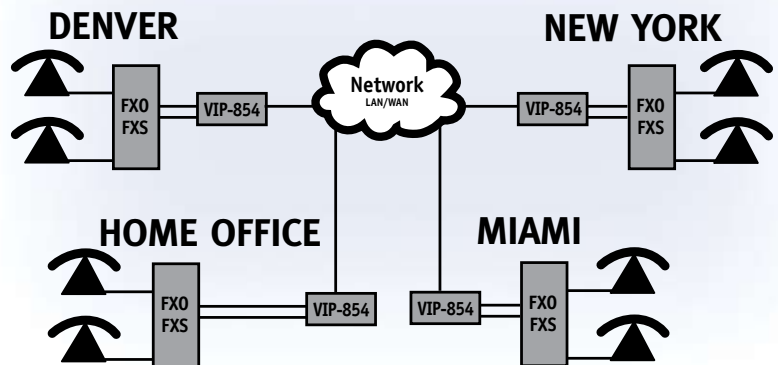 DENVER
NEW YORK
FXO
FXS
VIP-854
Network
LAN/WAN
VIP-854
FXO
FXS
HOME OFFICE
MIAMI
FXO
FXS
VIP-854
VIP-854
FXO
FXS